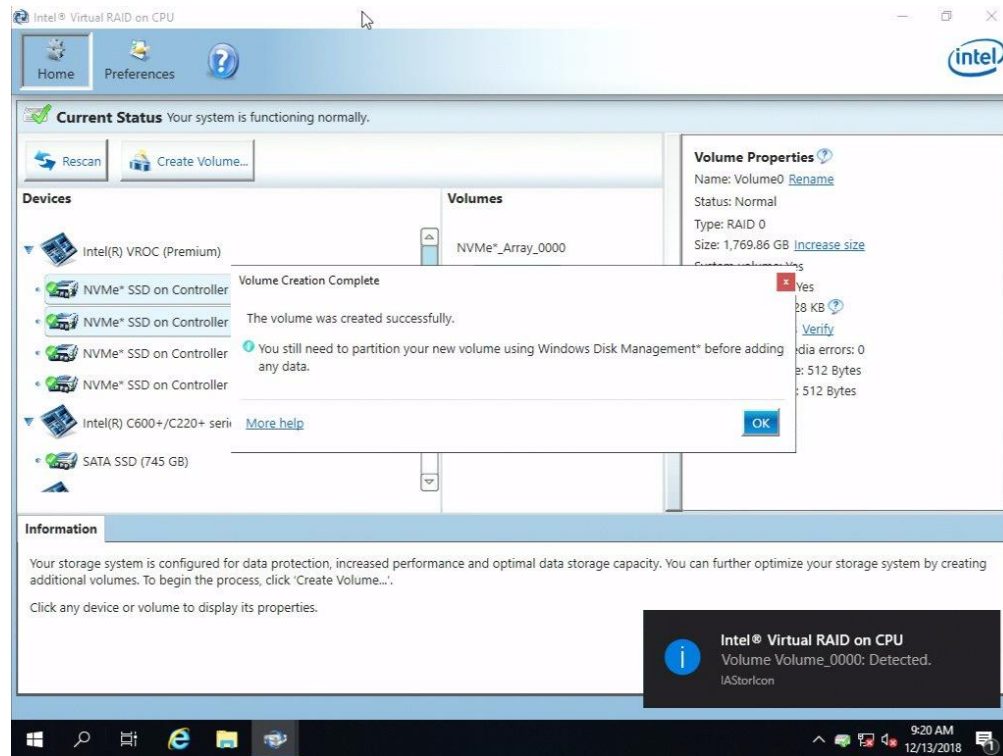 Intel® Virtual RAID on CPU
Home
Preferences
?
intel
Current Status Your system is functioning normally.
Rescan
Create Volume...
Devices
Intel(R) VROC (Premium)
NVMe* SSD on Controller
NVMe* SSD on Controller
NVMe* SSD on Controller
NVMe* SSD on Controller
Intel(R) C600+/C220+ seri
SATA SSD (745 GB)
Volumes
NVMe*_Array_0000
Volume Properties ?
Name: Volume0 Rename
Status: Normal
Type: RAID 0
Size: 1,769.86 GB Increase size
Yes
28 KB ?
Verify
dia errors: 0
e: 512 Bytes
: 512 Bytes
Volume Creation Complete
x
The volume was created successfully.
You still need to partition your new volume using Windows Disk Management* before adding
any data.
More help
OK
Information
Your storage system is configured for data protection, increased performance and optimal data storage capacity. You can further optimize your storage system by creating
additional volumes. To begin the process, click 'Create Volume...'.
Click any device or volume to display its properties.
i
Intel® Virtual RAID on CPU
Volume Volume_0000: Detected.
IAStorIcon
9:20 AM
12/13/2018